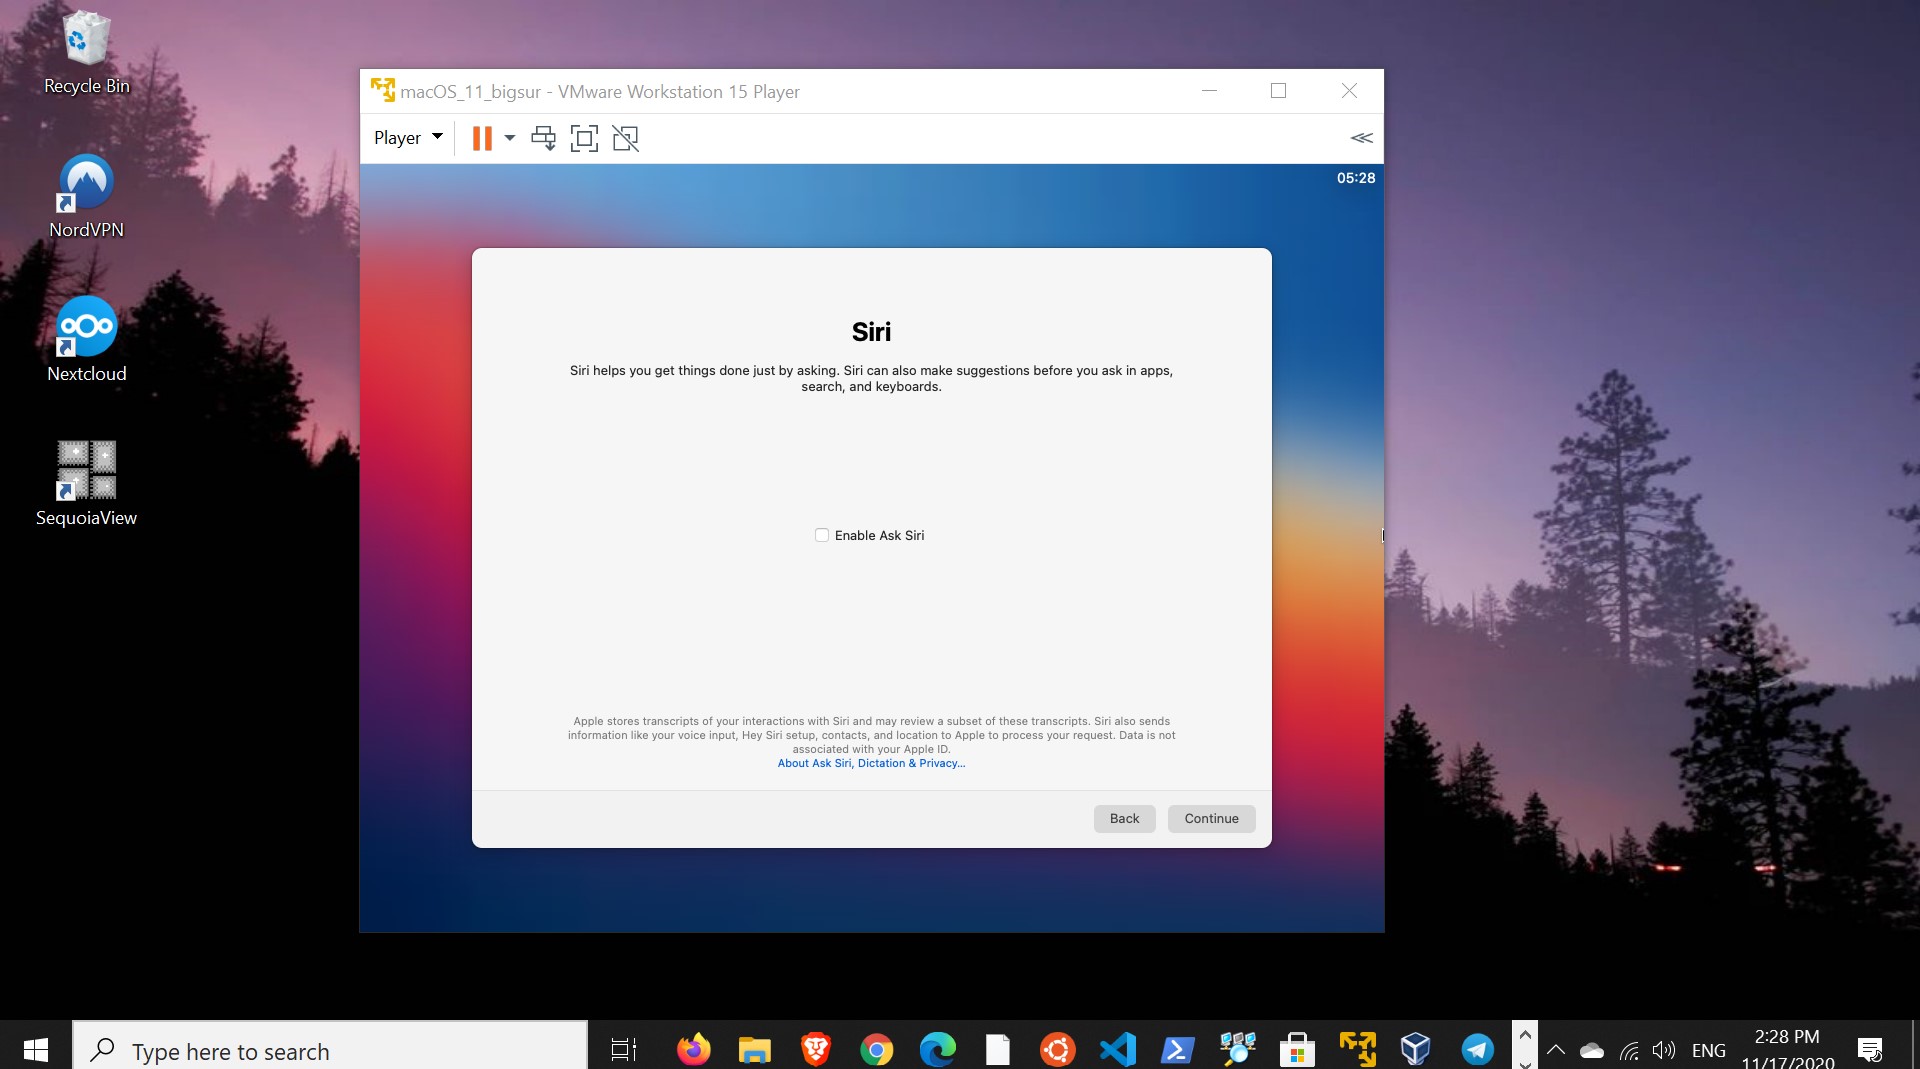 Recycle Bin
NordVPN
Nextcloud
SequoiaView
macOS_11_bigsur - VMware Workstation 15 Player
Player
05:28
Siri
Siri helps you get things done just by asking. Siri can also make suggestions before you ask in apps,
search, and keyboards.
Enable Ask Siri
Apple stores transcripts of your interactions with Siri and may review a subset of these transcripts. Siri also sends
information like your voice input, Hey Siri setup, contacts, and location to Apple to process your request. Data is not
associated with your Apple ID.
About Ask Siri, Dictation & Privacy...
Back
Continue
Type here to search
ENG
2:28 PM
11/17/2020